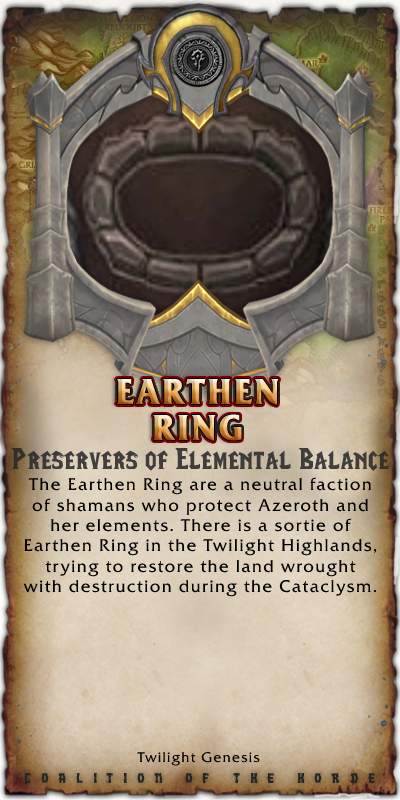 EARTHEN
RING
PRESERVERS OF ELEMENTAL BALANCE
The Earthen Ring are a neutral faction
of shamans who protect Azeroth and
her elements. There is a sortie of
Earthen Ring in the Twilight Highlands,
trying to restore the land wrought
with destruction during the Cataclysm.
Twilight Genesis
COALITION OF THE HORDE